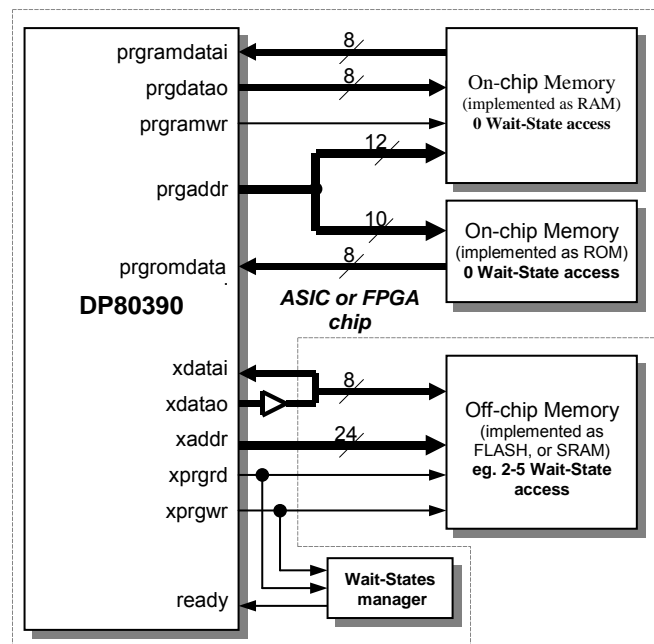 prgramdatai
8
prgdatao
8
prgramwr
On-chip Memory
(implemented as RAM)
0 Wait-State access
12
prgaddr
10
On-chip Memory
(implemented as ROM)
0 Wait-State access
prgromdata
8
DP80390
ASIC or FPGA
chip
xdatai
8
xdatao
xaddr
24
xprgrd
xprgwr
Off-chip Memory
(implemented as
FLASH, or SRAM)
eg. 2-5 Wait-State
access
ready
Wait-States
manager